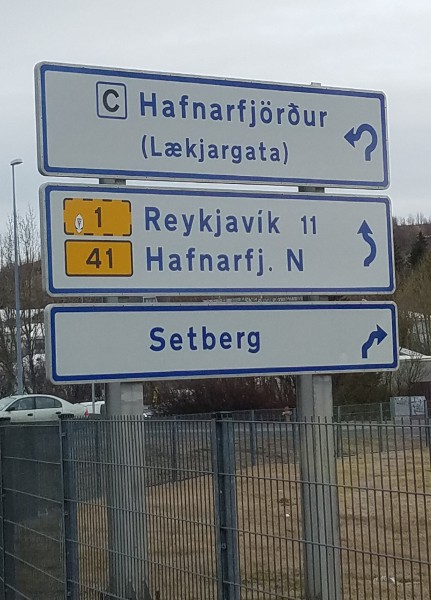 C Hafnarfjörður
(Lækjargata)
1 Reykjavík 11
41 Hafnarfj. N
Setberg